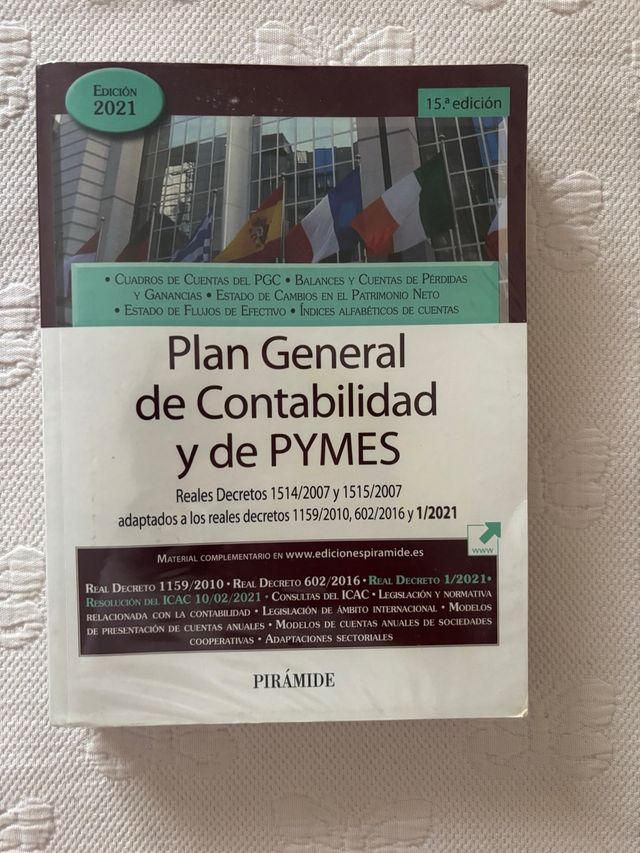 EDICIÓN
2021
15.ª edición
• CUADROS DE CUENTAS DEL PGC • BALANCES Y CUENTAS DE PÉRDIDAS
Y GANANCIAS • ESTADO DE CAMBIOS EN EL PATRIMONIO NETO
• ESTADO DE FLUJOS DE EFECTIVO • ÍNDICES ALFABÉTICOS DE CUENTAS
Plan General
de Contabilidad
y de PYMES
Reales Decretos 1514/2007 y 1515/2007
adaptados a los reales decretos 1159/2010, 602/2016 y 1/2021
www
MATERIAL COMPLEMENTARIO EN www.edicionespiramide.es
REAL DECRETO 1159/2010 • REAL DECRETO 602/2016 • REAL DECRETO 1/2021 •
RESOLUCIÓN DEL ICAC 10/02/2021 • CONSULTAS DEL ICAC • LEGISLACIÓN Y NORMATIVA
RELACIONADA CON LA CONTABILIDAD • LEGISLACIÓN DE ÁMBITO INTERNACIONAL • MODELOS
DE PRESENTACIÓN DE CUENTAS ANUALES • MODELOS DE CUENTAS ANUALES DE SOCIEDADES
COOPERATIVAS • ADAPTACIONES SECTORIALES
PIRÁMIDE